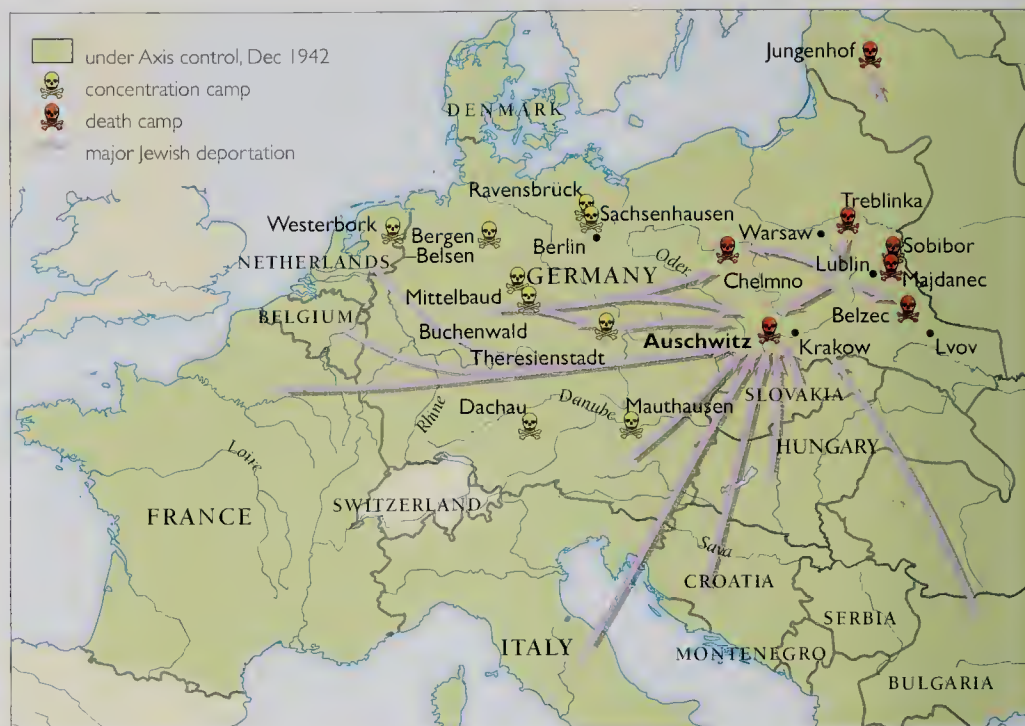 under Axis control, Dec 1942
concentration camp
death camp
major Jewish deportation
Jungenhof
DENMARK
Ravensbrück
Sachsenhausen
Treblinka
Westerbork
Bergen
Belsen
Berlin
Warsaw
Sobibor
NETHERLANDS
GERMANY
Oder
Chelmno
Lublin
Majdanec
Mittelbaud
BELGIUM
Belzec
Buchenwald
Auschwitz
Krakow
Lvov
Theresienstadt
SLOVAKIA
Rhine
Dachau
Danube
Mauthausen
HUNGARY
Loire
SWITZERLAND
FRANCE
Sava
CROATIA
SERBIA
ITALY
MONTENEGRO
BULGARIA